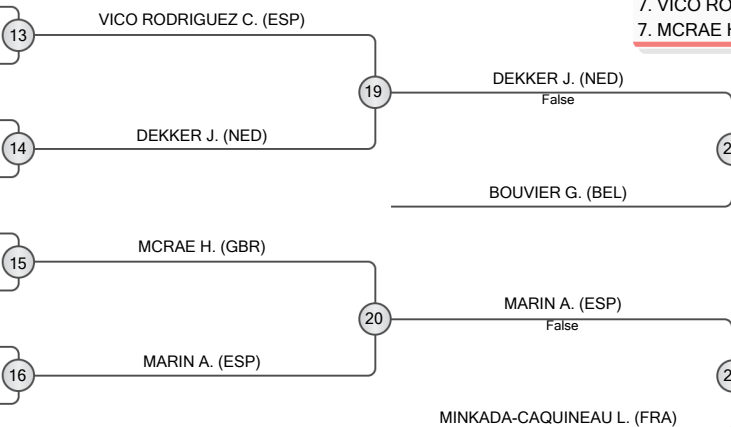 7. VICO RO
7. MCRAE H
VICO RODRIGUEZ C. (ESP)
13
19
DEKKER J. (NED)
False
14
DEKKER J. (NED)
2
BOUVIER G. (BEL)
MCRAE H. (GBR)
15
20
MARIN A. (ESP)
False
16
MARIN A. (ESP)
2
MINKADA-CAQUINEAU L. (FRA)